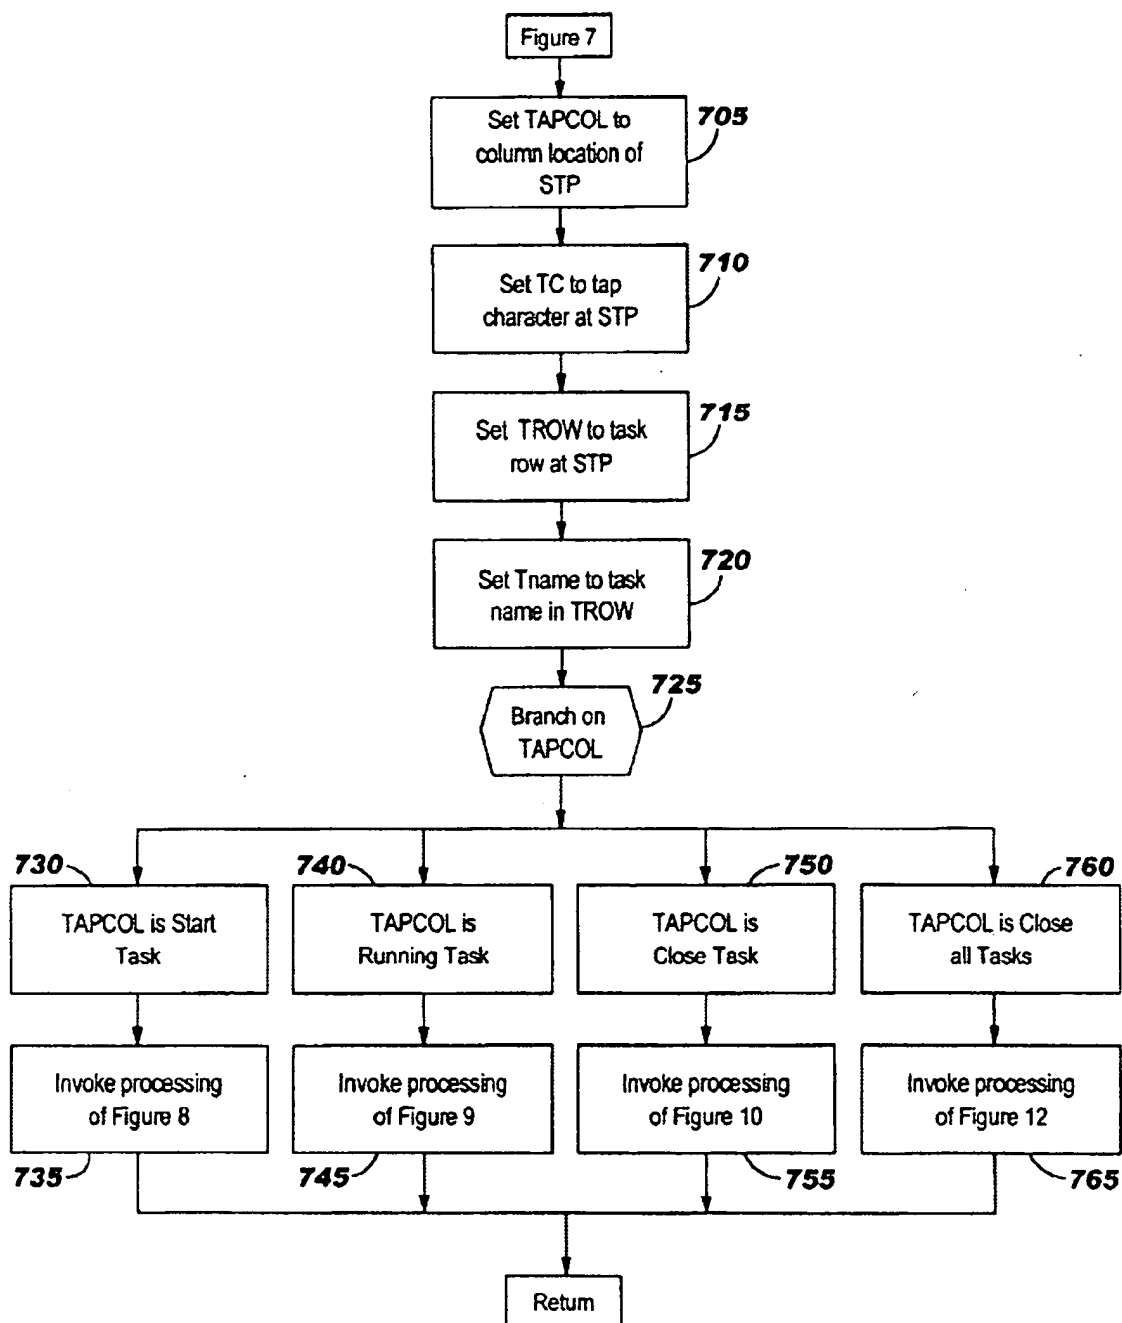 Figure 7
Set TAPCOL to
column location of
STP
705
Set TC to tap
character at STP
710
Set TROW to task
row at STP
715
Set Tname to task
name in TROW
720
Branch on
TAPCOL
725
730
TAPCOL is Start
Task
740
TAPCOL is
Running Task
750
TAPCOL is
Close Task
760
TAPCOL is Close
all Tasks
Invoke processing
of Figure 8
735
Invoke processing
of Figure 9
745
Invoke processing
of Figure 10
755
Invoke processing
of Figure 12
765
Return